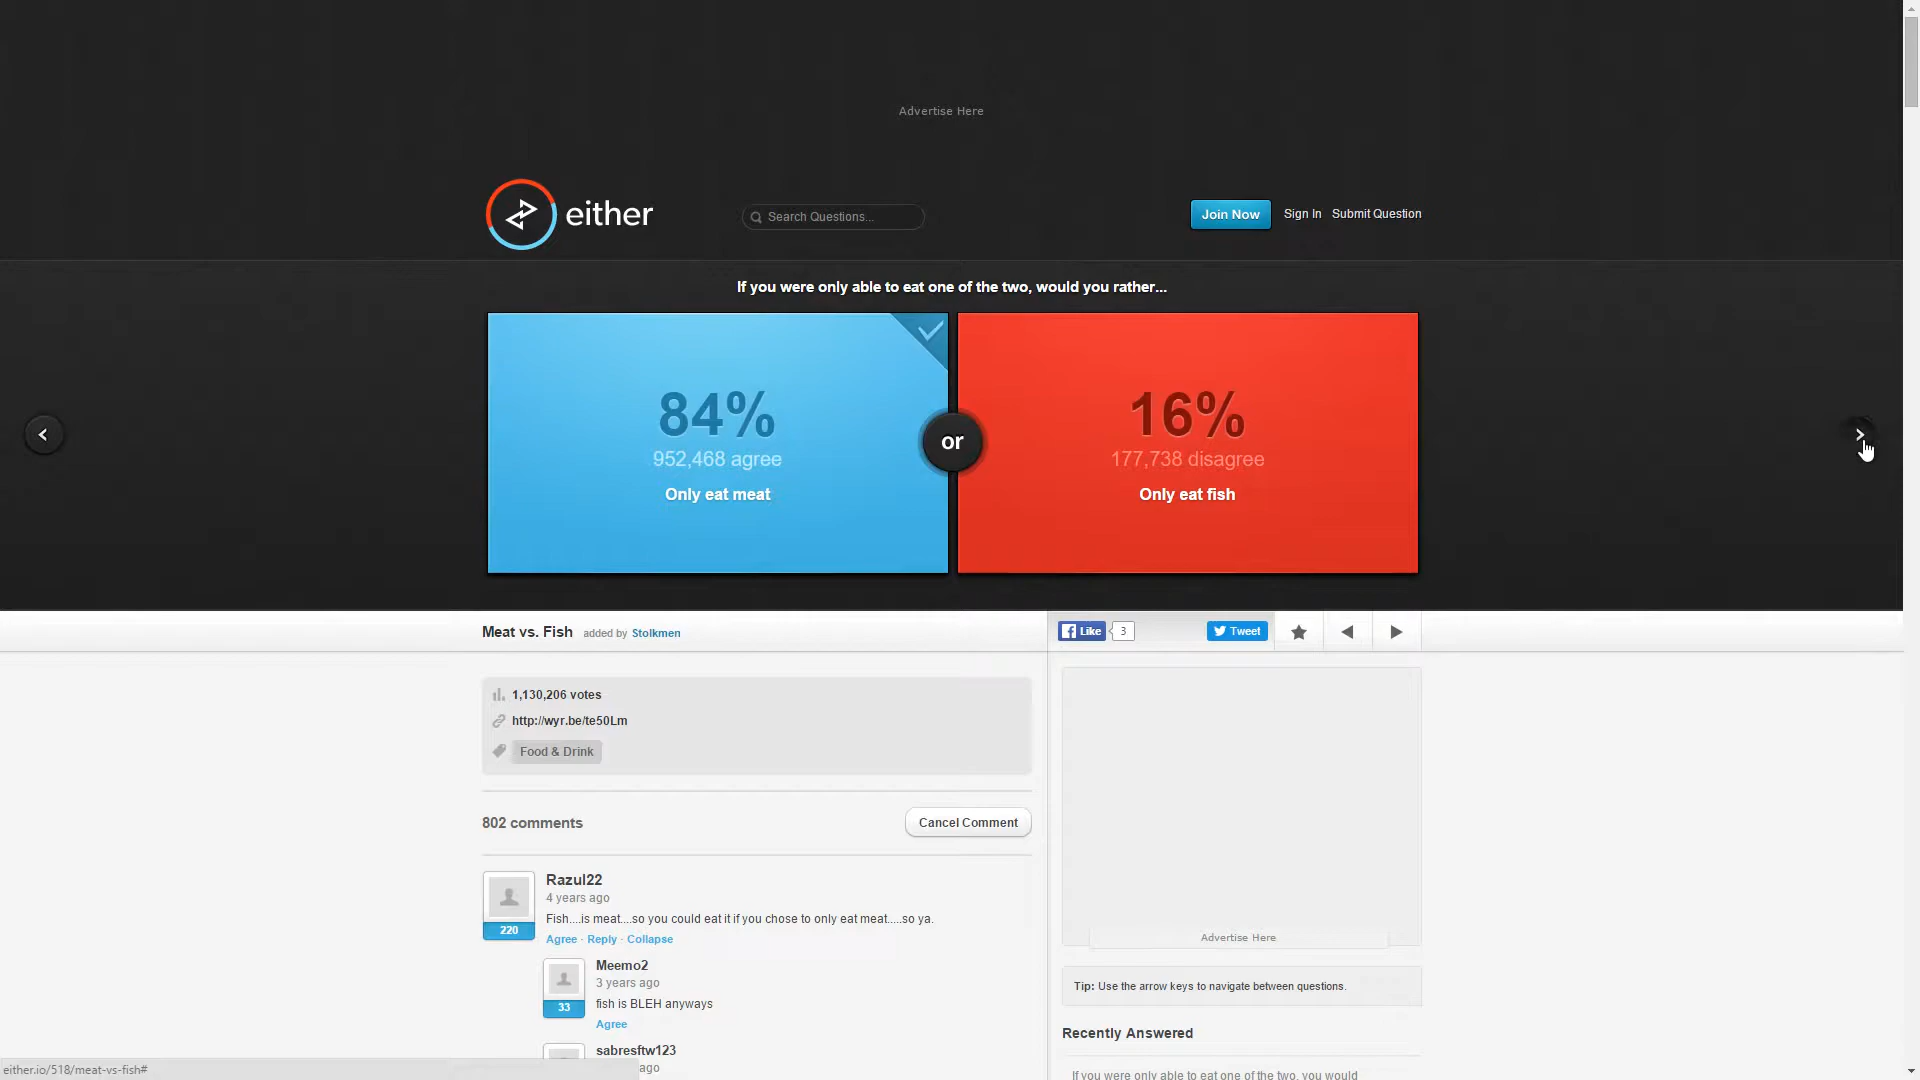 Advertise Here
either
Search Questions...
Join Now
Sign In
Submit Question
If you were only able to eat one of the two, would you rather...
84%
952,468 agree
Only eat meat
or
16%
177,738 disagree
Only eat fish
Meat vs. Fish added by Stolkmen
Like 3
Tweet
1,130,206 votes
http://wyr.be/te50Lm
Food & Drink
802 comments
Cancel Comment
Razul22
4 years ago
220
Fish....is meat....so you could eat it if you chose to only eat meat.....so ya.
Agree · Reply · Collapse
Meemo2
3 years ago
33
fish is BLEH anyways
Agree
sabresftw123
ago
Advertise Here
Tip: Use the arrow keys to navigate between questions.
Recently Answered
If you were only able to eat one of the two, you would
either.io/518/meat-vs-fish#